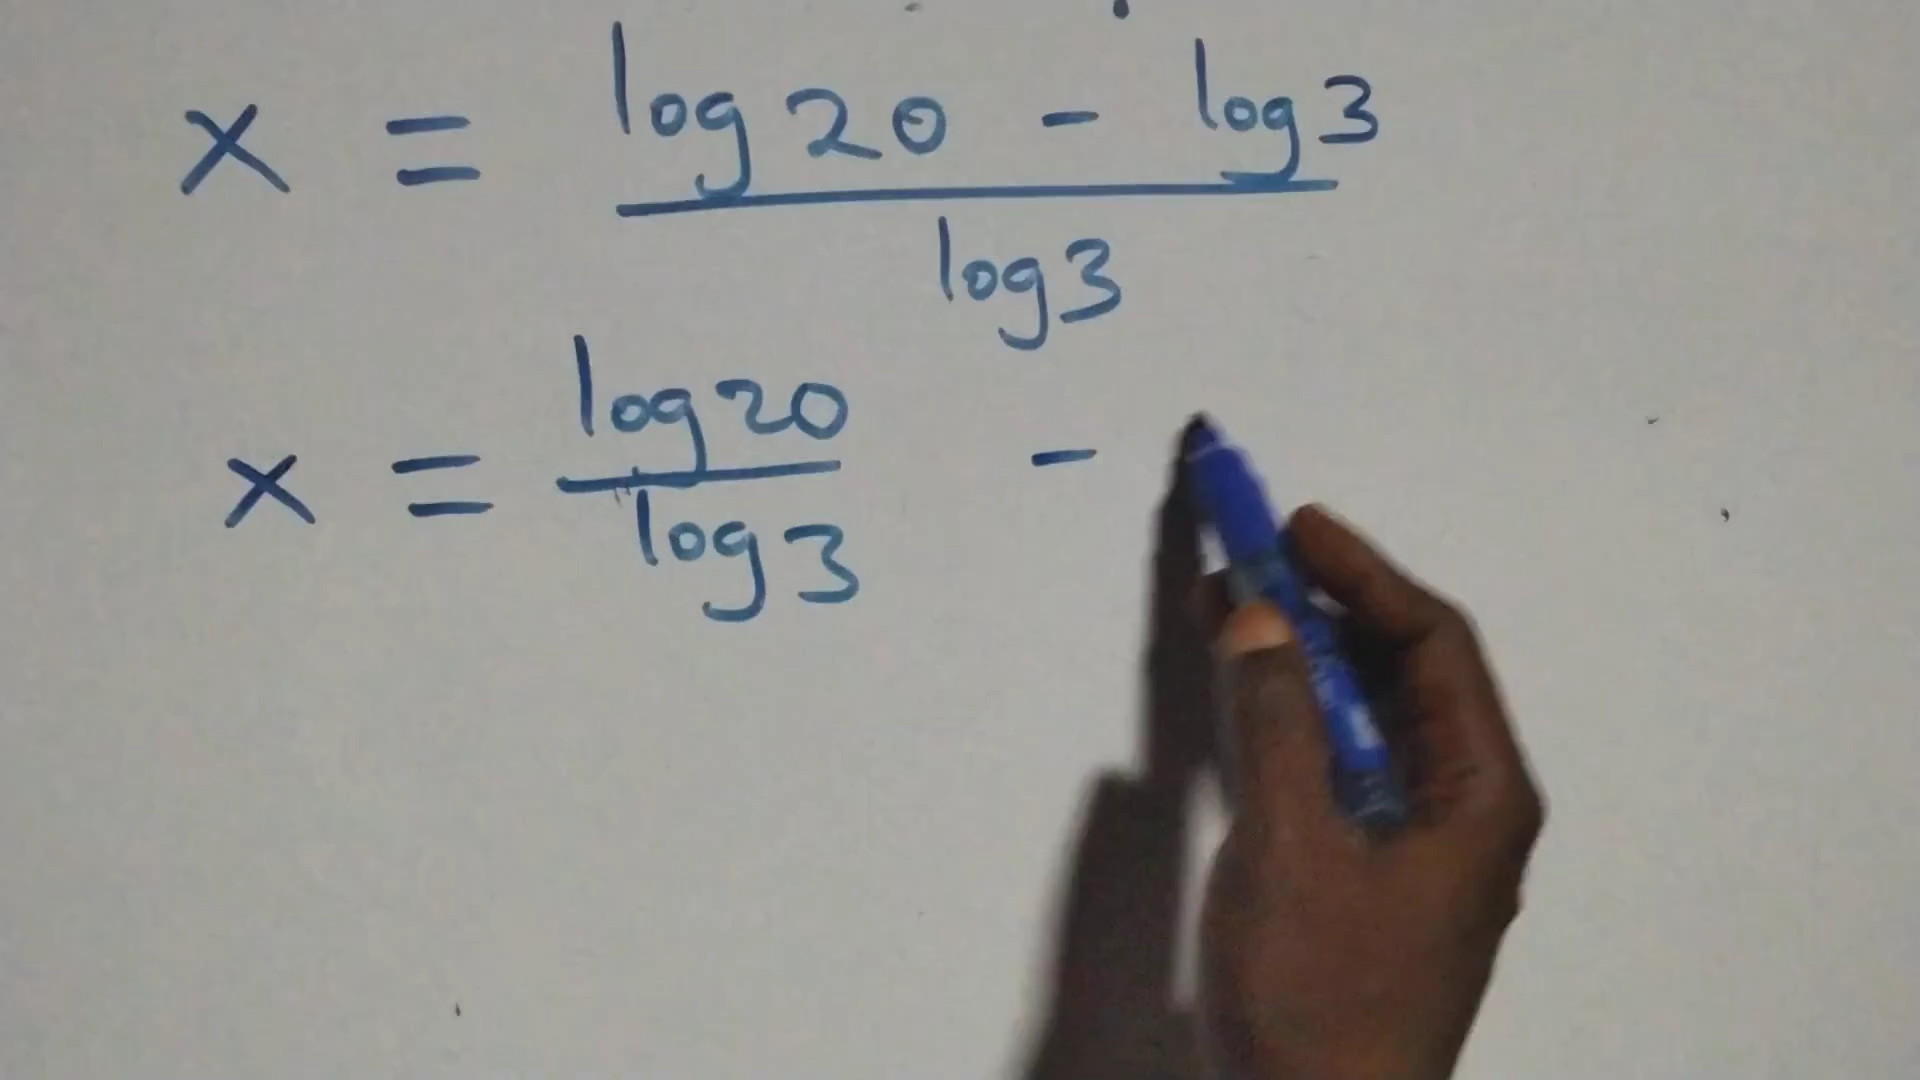 x = (log 20 - log 3) / log 3
x = log 20 / log 3 -